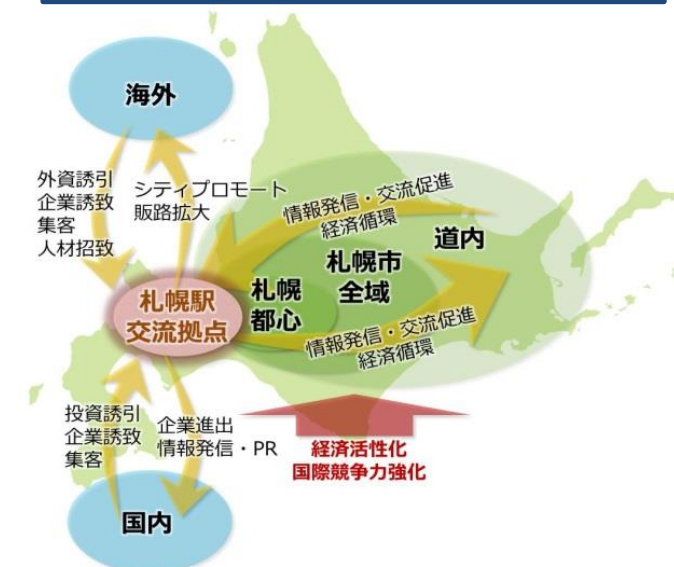 海外
外資誘引
企業誘致
集客
人材招致
シティプロモート
販路拡大
情報発信・交流促進
経済循環
道内
札幌市
全域
札幌
都心
札幌駅
交流拠点
情報発信・交流促進
経済循環
投資誘引
企業誘致
集客
企業進出
情報発信・PR
経済活性化
国際競争力強化
国内